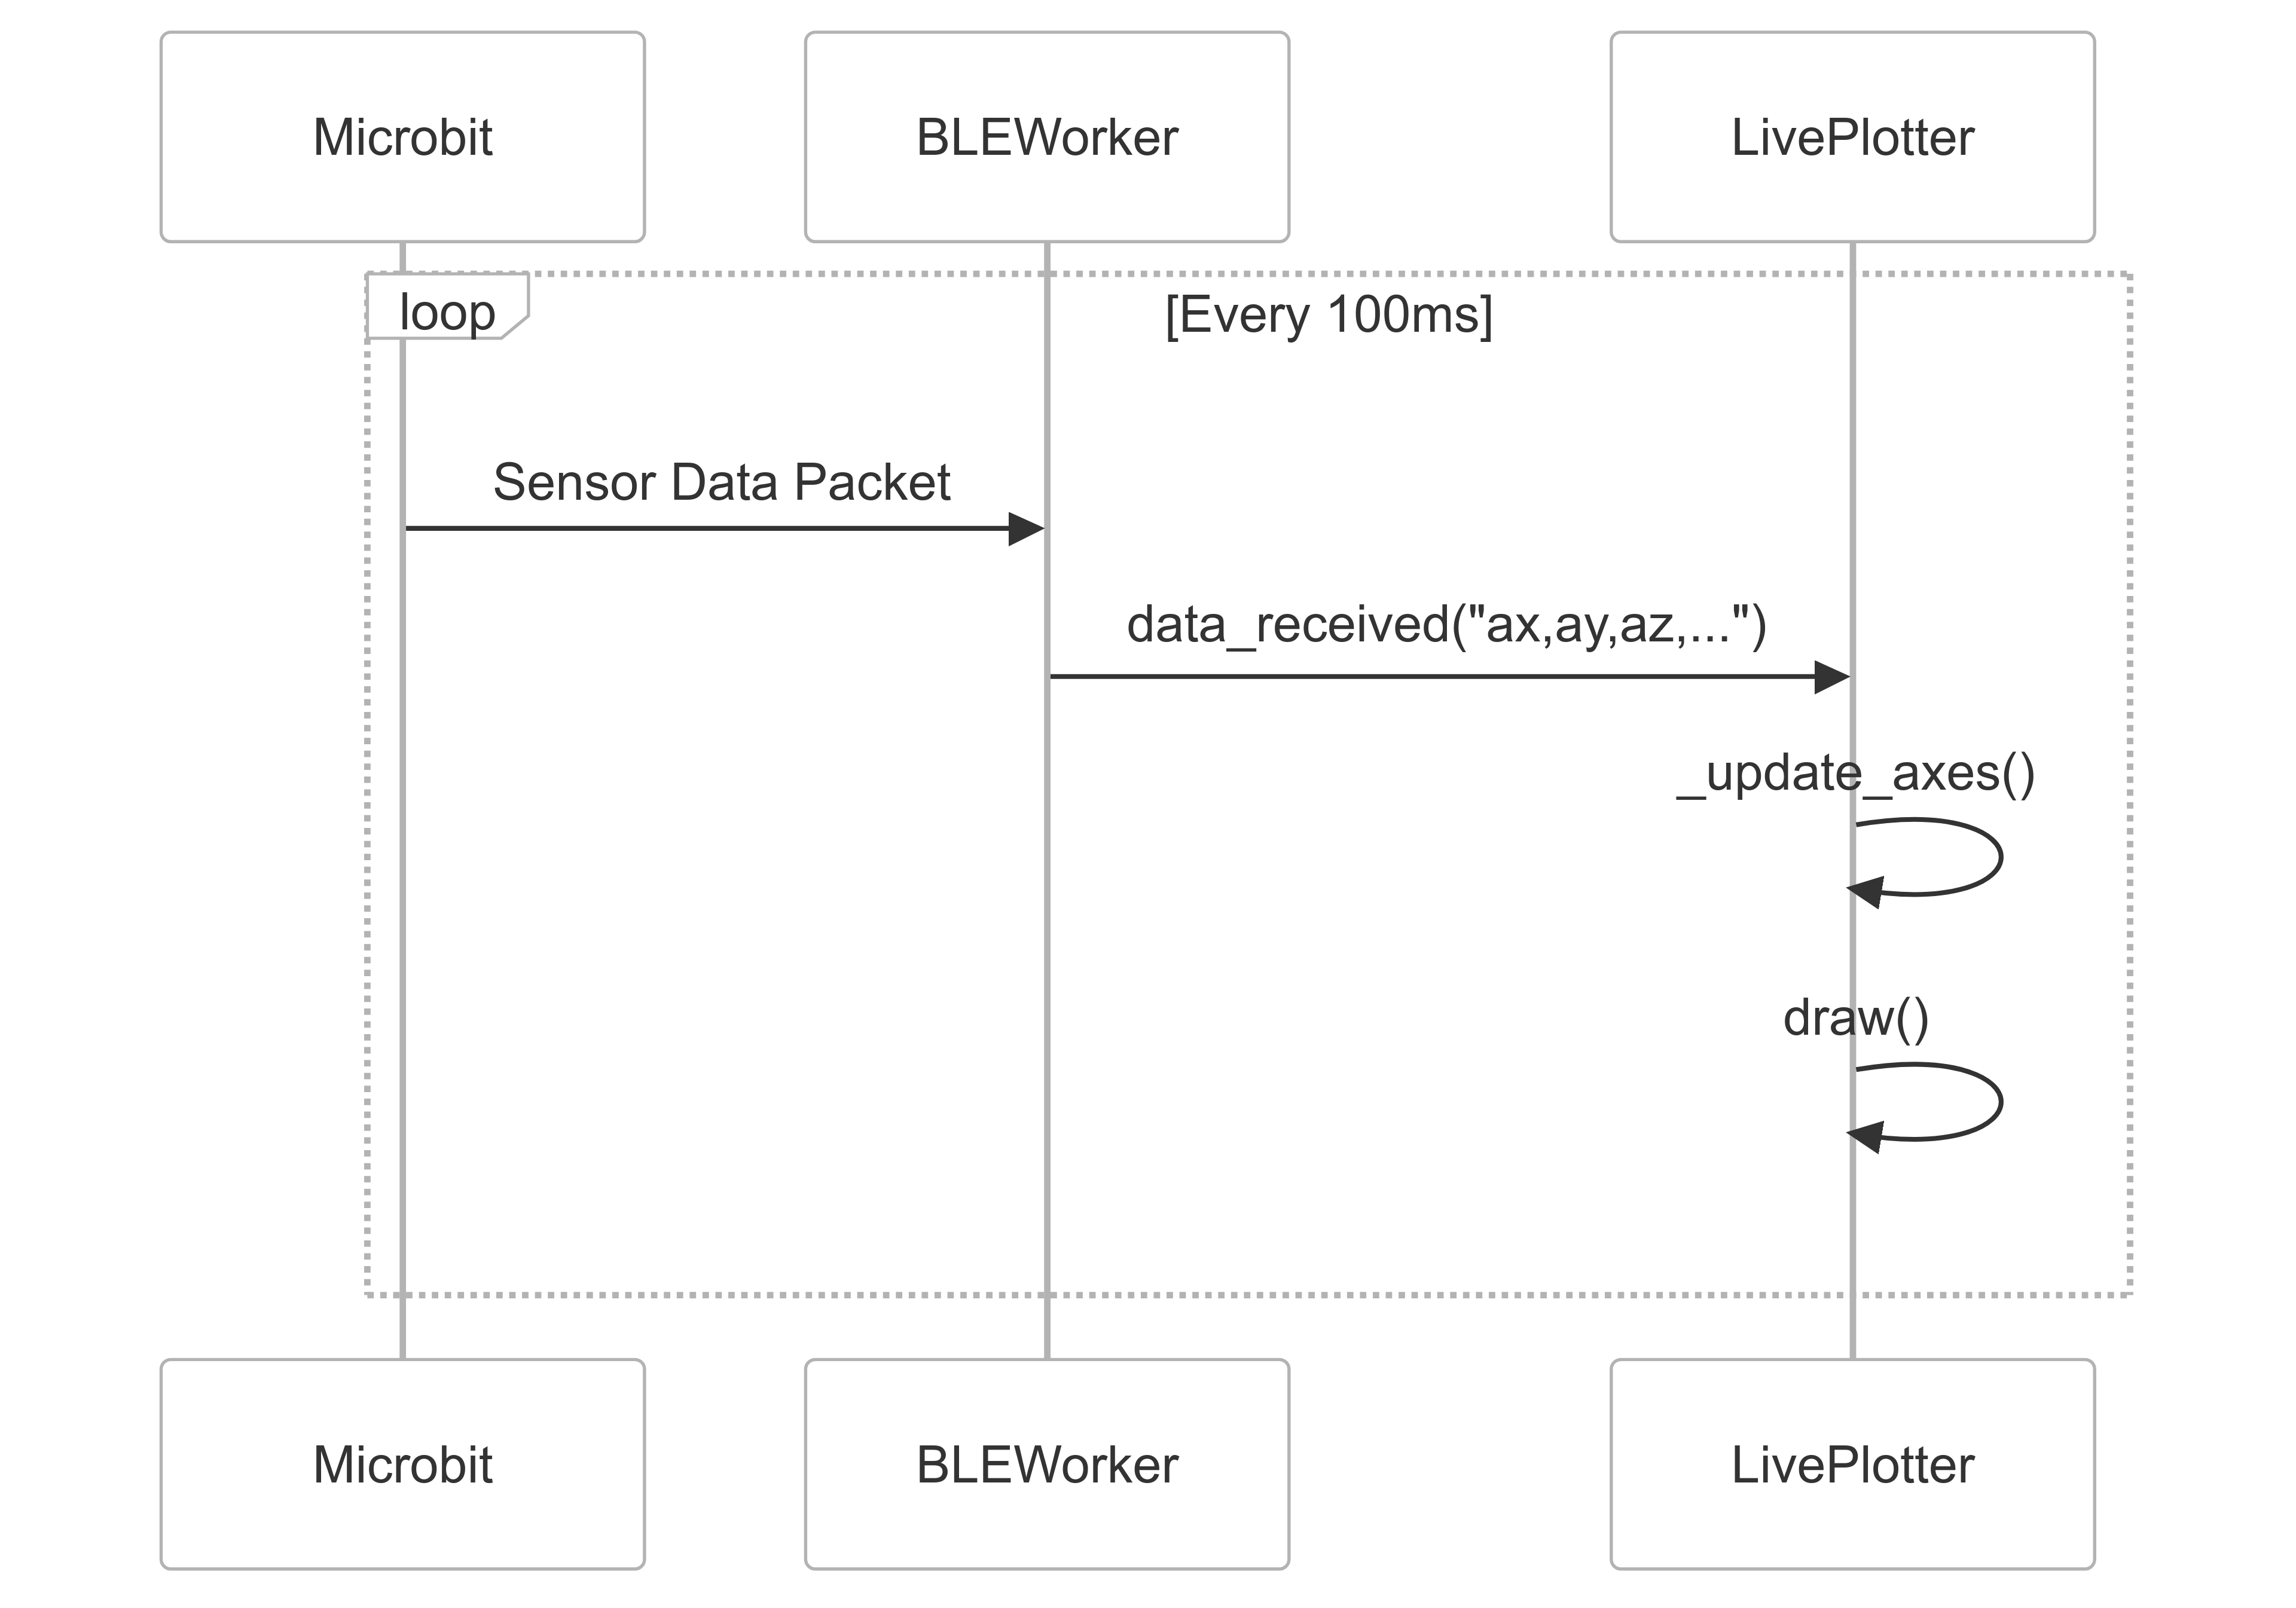 Microbit
BLEWorker
LivePlotter
loop
[Every 100ms]
Sensor Data Packet
data_received("ax,ay,az,...")
_update_axes()
draw()
Microbit
BLEWorker
LivePlotter